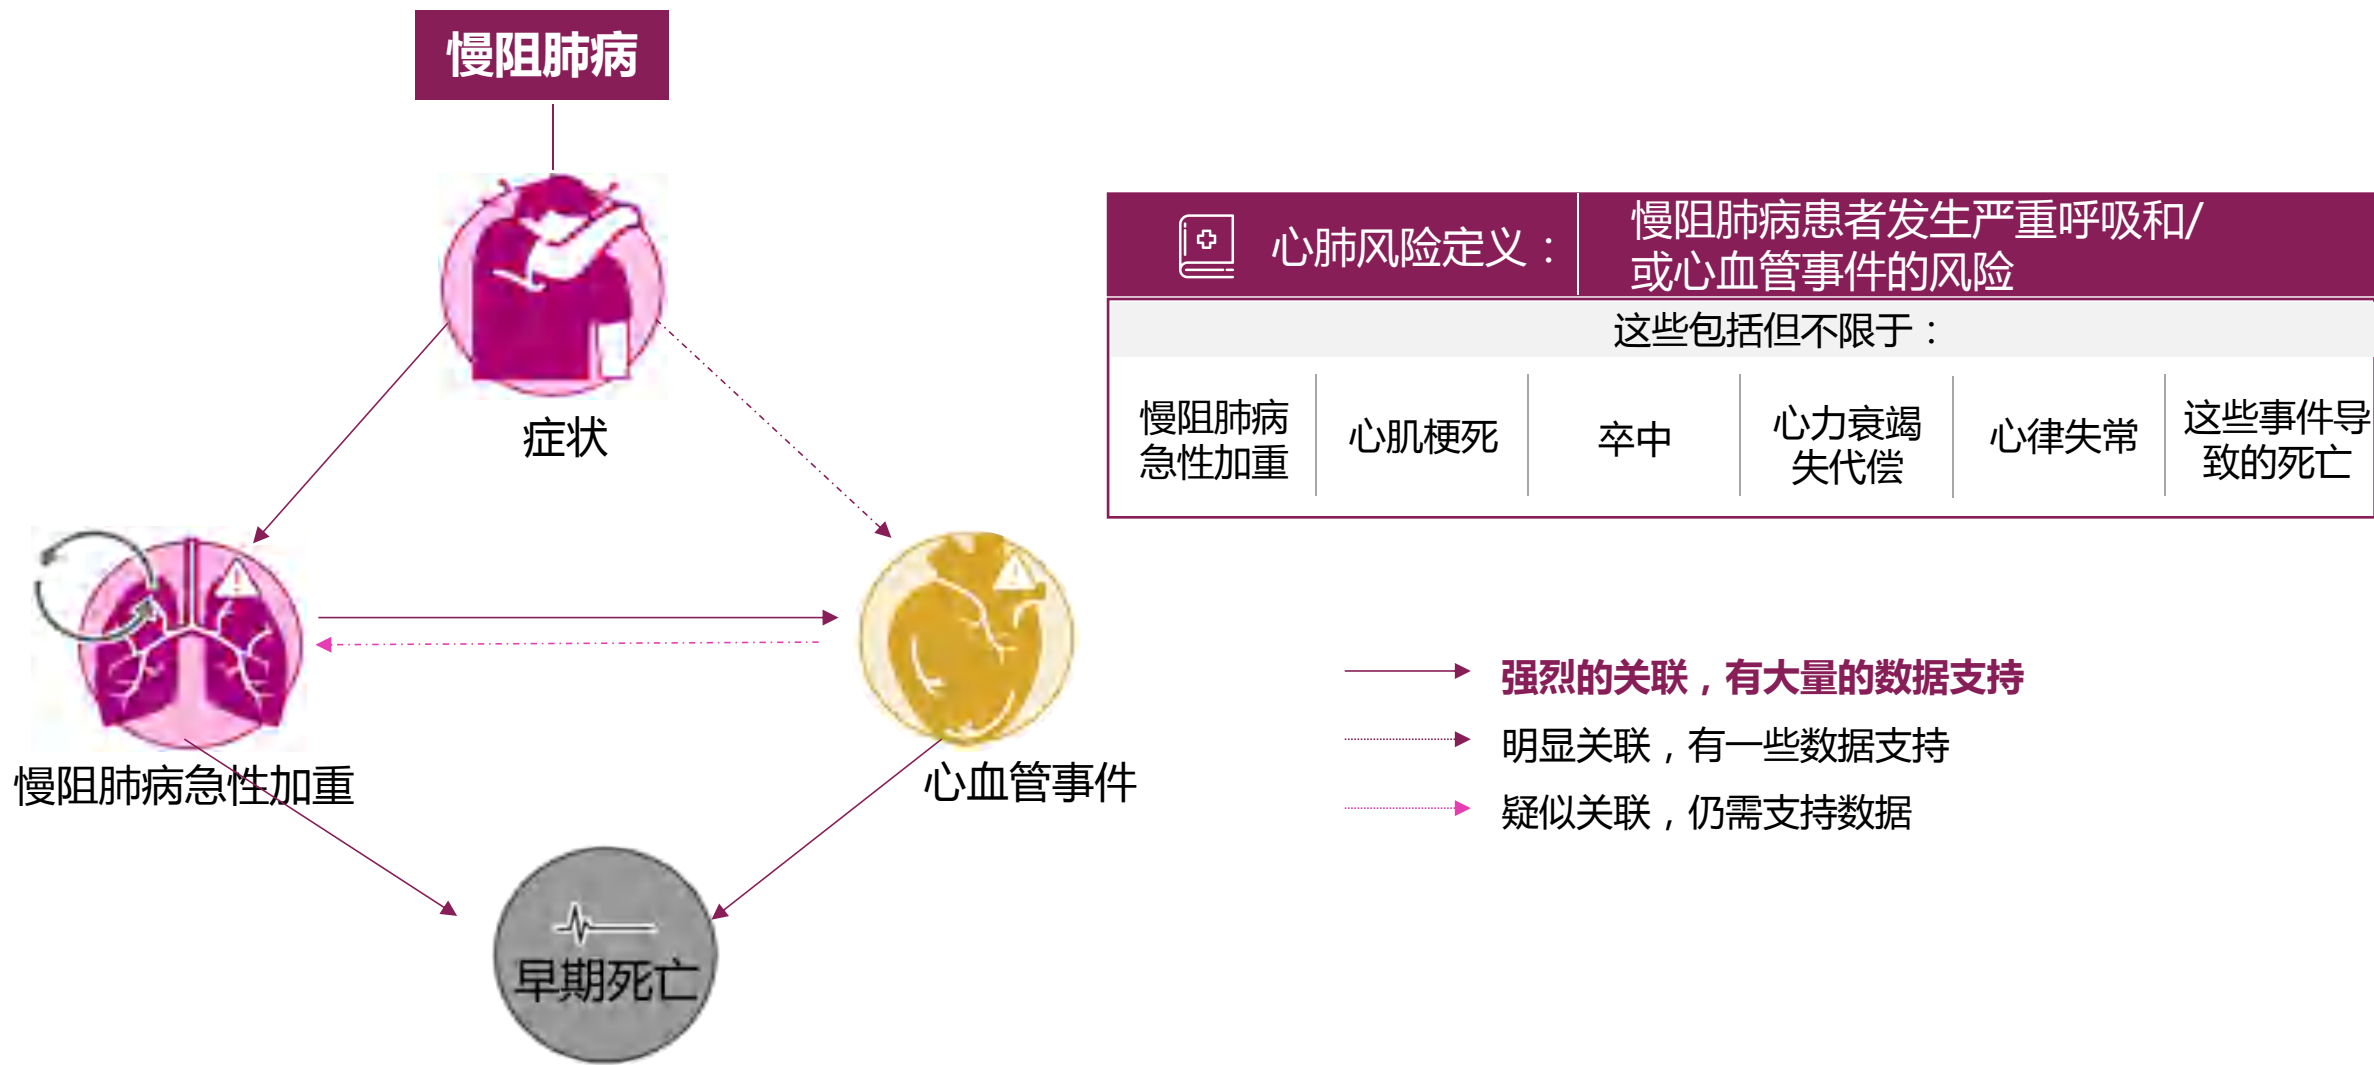 慢阻肺病
症状
慢阻肺病急性加重
心血管事件
早期死亡
心肺风险定义：
慢阻肺病患者发生严重呼吸和/
或心血管事件的风险
这些包括但不限于：
慢阻肺病
急性加重
心肌梗死
卒中
心力衰竭
失代偿
心律失常
这些事件导
致的死亡
强烈的关联，有大量的数据支持
明显关联，有一些数据支持
疑似关联，仍需支持数据